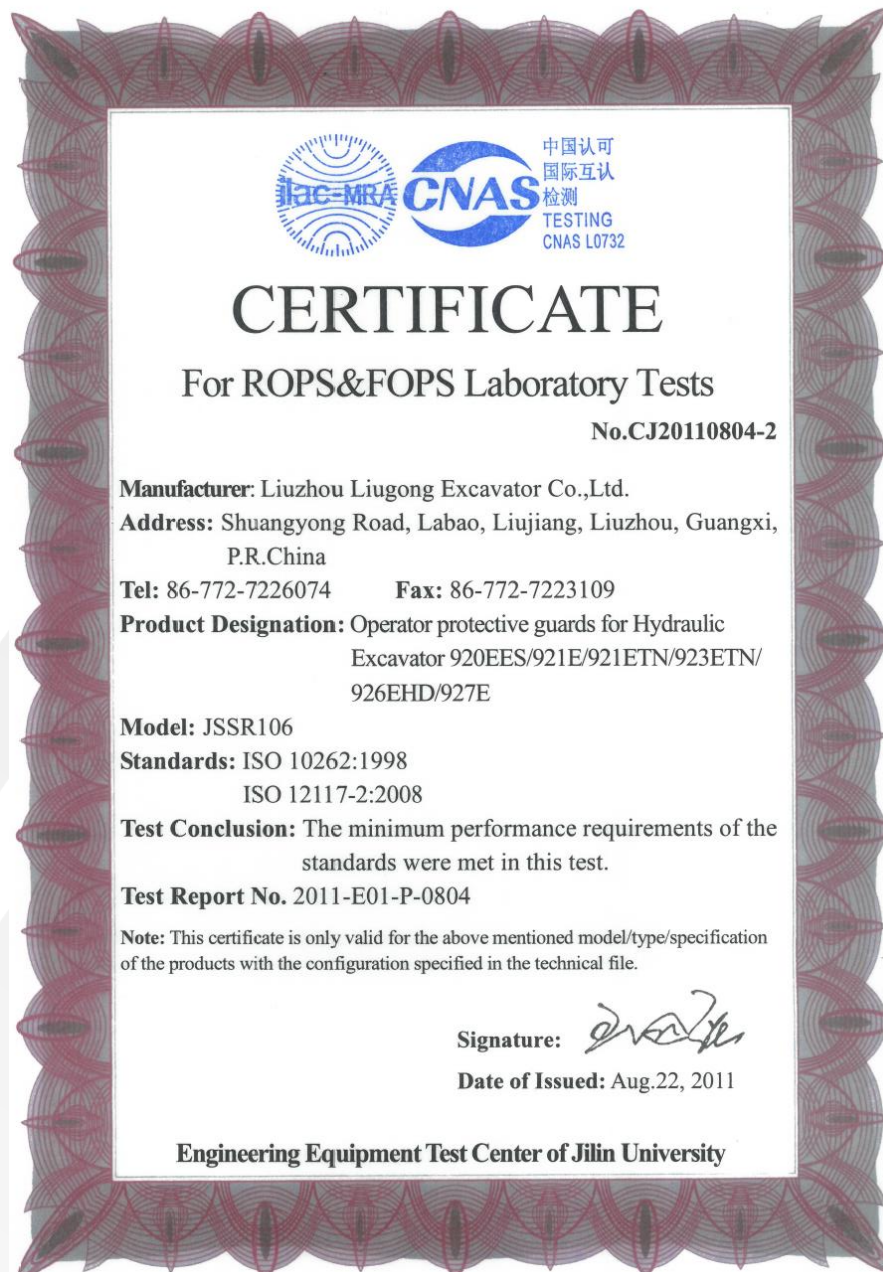 ilac-MRA
CNAS
中国认可
国际互认
检测
TESTING
CNAS L0732
CERTIFICATE
For ROPS&FOPS Laboratory Tests
No.CJ20110804-2
Manufacturer: Liuzhou Liugong Excavator Co.,Ltd.
Address: Shuangyong Road, Labao, Liujiang, Liuzhou, Guangxi,
P.R.China
Tel: 86-772-7226074 Fax: 86-772-7223109
Product Designation: Operator protective guards for Hydraulic
Excavator 920EES/921E/921ETN/923ETN/
926EHD/927E
Model: JSSR106
Standards: ISO 10262:1998
ISO 12117-2:2008
Test Conclusion: The minimum performance requirements of the
standards were met in this test.
Test Report No. 2011-E01-P-0804
Note: This certificate is only valid for the above mentioned model/type/specification
of the products with the configuration specified in the technical file.
Signature:
Date of Issued: Aug.22, 2011
Engineering Equipment Test Center of Jilin University